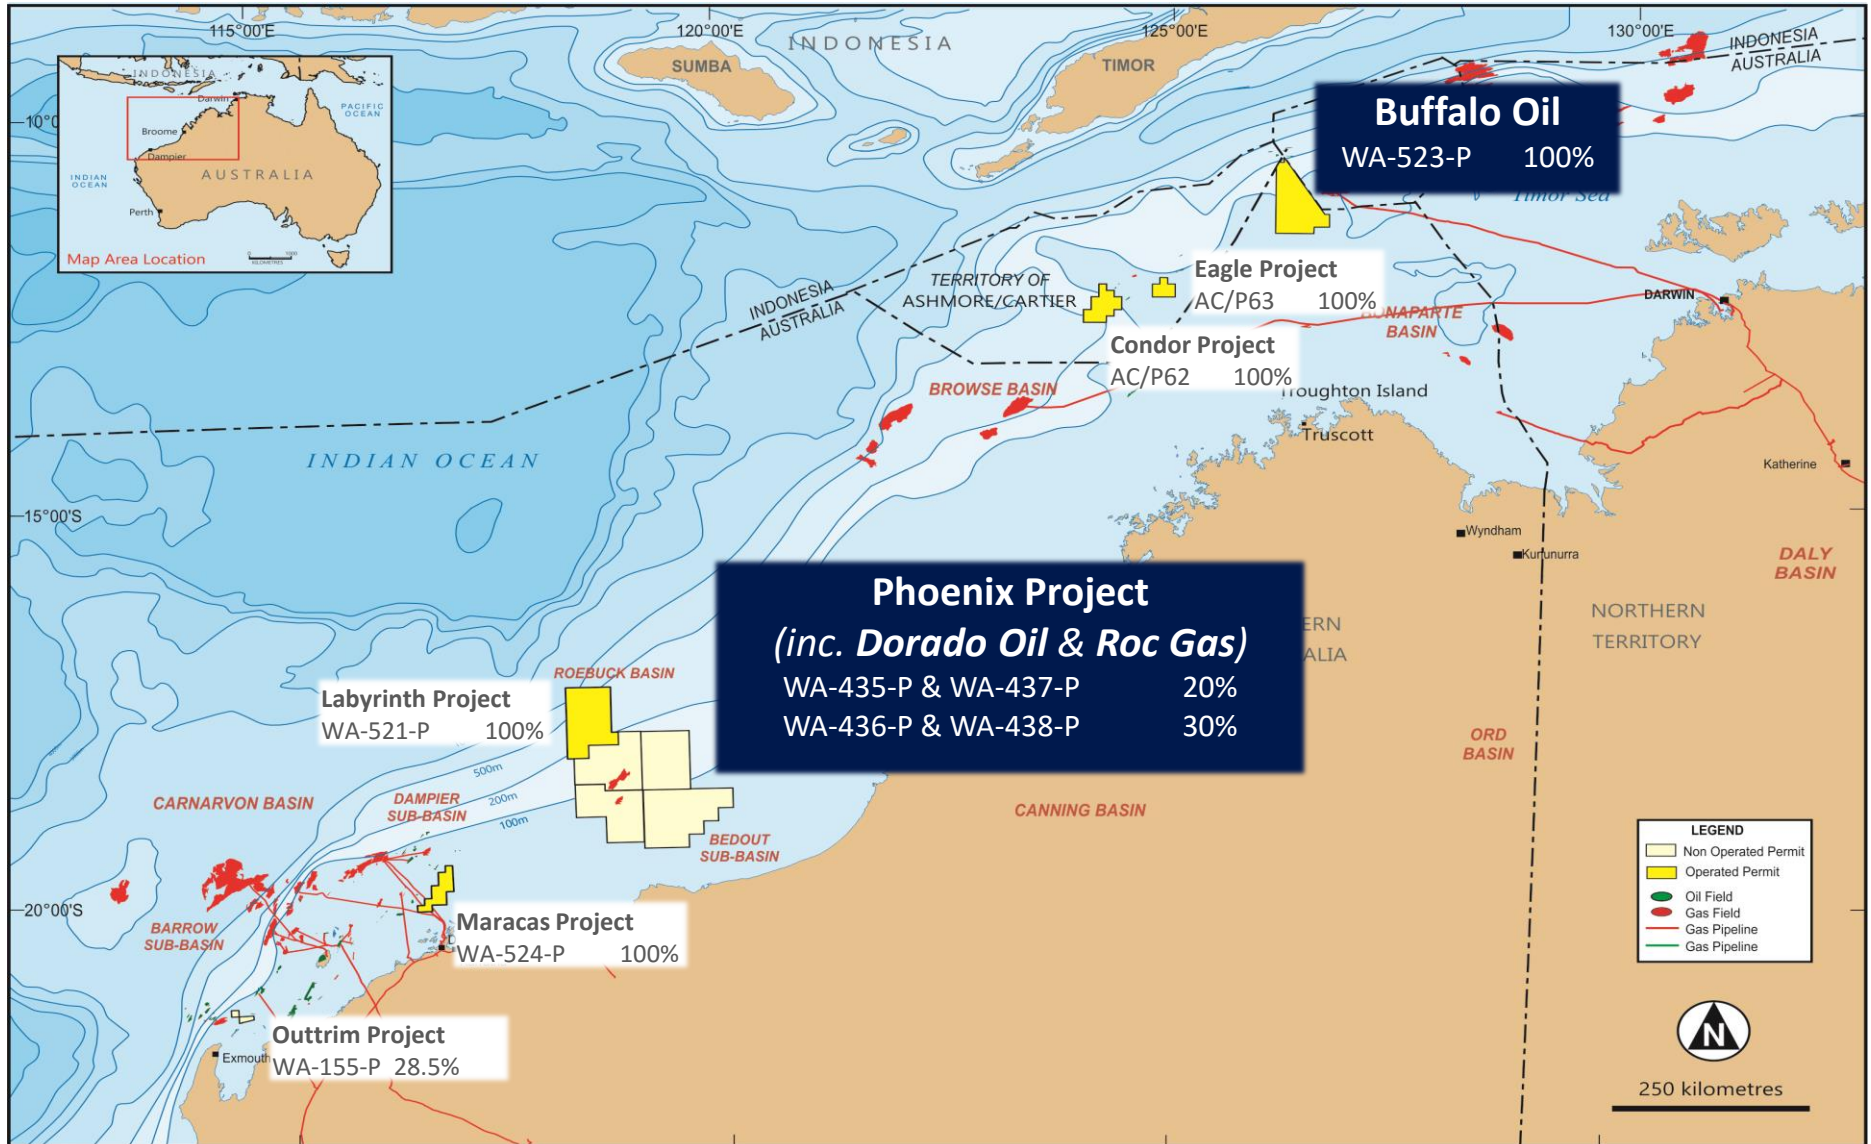 115°00'E
120°00'E
125°00'E
130°00'E
INDONESIA
SUMBA
TIMOR
INDONESIA
AUSTRALIA
INDONESIA
Darwin
PACIFIC
OCEAN
Broome
Dampier
AUSTRALIA
INDIAN
OCEAN
Perth
1000
KILOMETRES
Map Area Location
Buffalo Oil
WA-523-P 100%
Timor Sea
TERRITORY OF
ASHMORE/CARTIER
Eagle Project
AC/P63 100%
INDONESIA
AUSTRALIA
DARWIN
BONAPARTE
BASIN
Condor Project
AC/P62 100%
BROWSE BASIN
Troughton Island
Truscott
INDIAN OCEAN
Katherine
15°00'S
Wyndham
Kununurra
DALY
BASIN
Phoenix Project
(inc. Dorado Oil & Roc Gas)
WA-435-P & WA-437-P 20%
WA-436-P & WA-438-P 30%
ERN
ALIA
NORTHERN
TERRITORY
ROEBUCK BASIN
Labyrinth Project
WA-521-P 100%
ORD
BASIN
500m
200m
100m
CARNARVON BASIN
DAMPIER
SUB-BASIN
CANNING BASIN
BEDOUT
SUB-BASIN
LEGEND
Non Operated Permit
Operated Permit
Oil Field
Gas Field
Gas Pipeline
Gas Pipeline
20°00'S
BARROW
SUB-BASIN
Maracas Project
WA-524-P 100%
Outtrim Project
WA-155-P 28.5%
Exmouth
N
250 kilometres